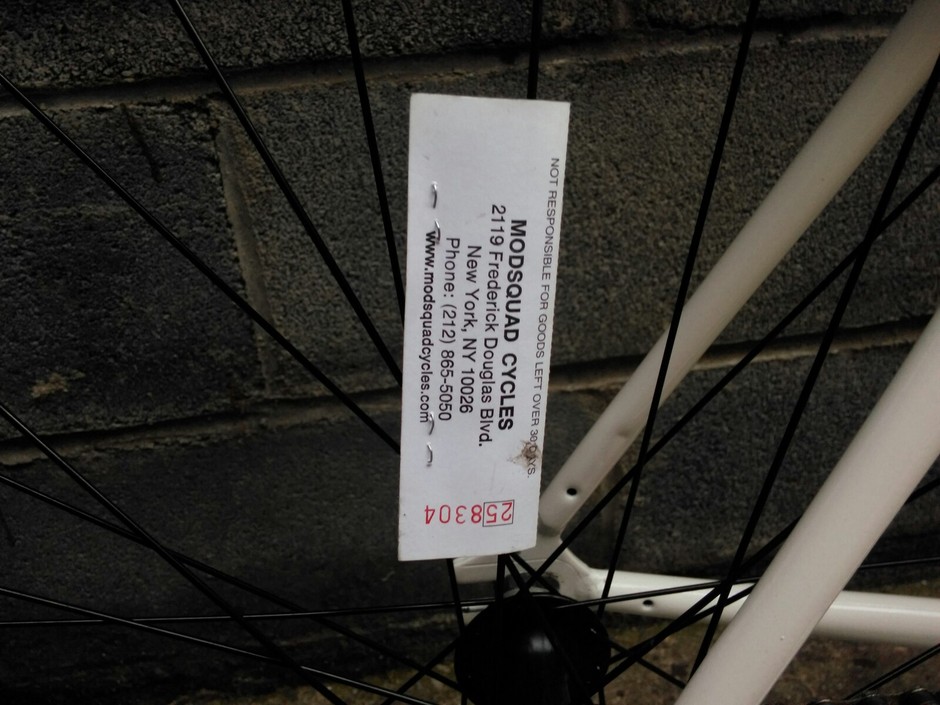 NOT RESPONSIBLE FOR GOODS LEFT OVER 30 DAYS.
MODSQUAD CYCLES
2119 Frederick Douglas Blvd.
New York, NY 10026
Phone: (212) 865-5050
www.modsquadcycles.com
258304